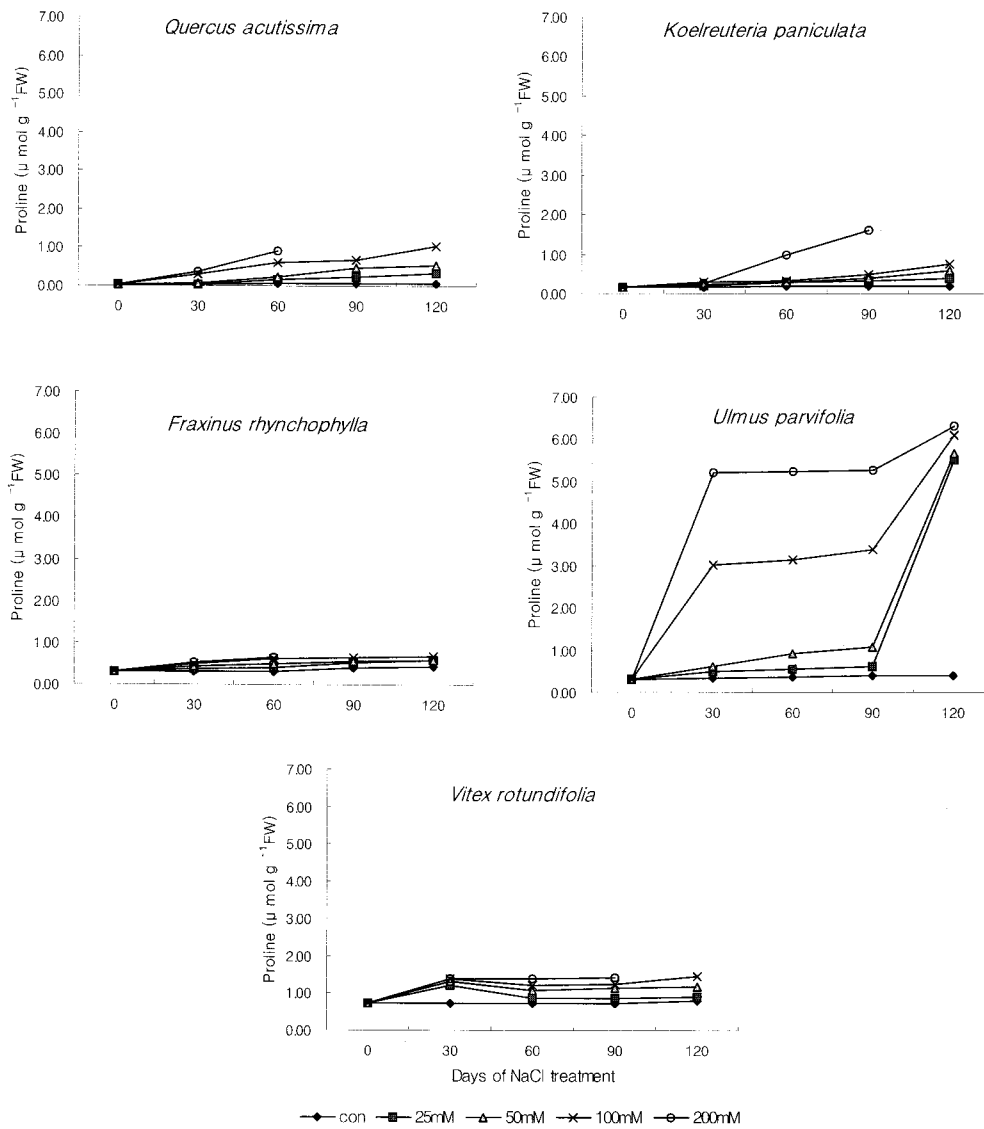 Quercus acutissima
Proline (μ mol g ⁻¹FW)
7.00
6.00
5.00
4.00
3.00
2.00
1.00
0.00
0 30 60 90 120
Koelreuteria paniculata
Proline (μ mol g ⁻¹FW)
7.00
6.00
5.00
4.00
3.00
2.00
1.00
0.00
0 30 60 90 120
Fraxinus rhynchophylla
Proline (μ mol g ⁻¹FW)
7.00
6.00
5.00
4.00
3.00
2.00
1.00
0.00
0 30 60 90 120
Ulmus parvifolia
Proline (μ mol g ⁻¹FW)
7.00
6.00
5.00
4.00
3.00
2.00
1.00
0.00
0 30 60 90 120
Vitex rotundifolia
Proline (μ mol g ⁻¹FW)
7.00
6.00
5.00
4.00
3.00
2.00
1.00
0.00
0 30 60 90 120
Days of NaCl treatment
con 25mM 50mM 100mM 200mM